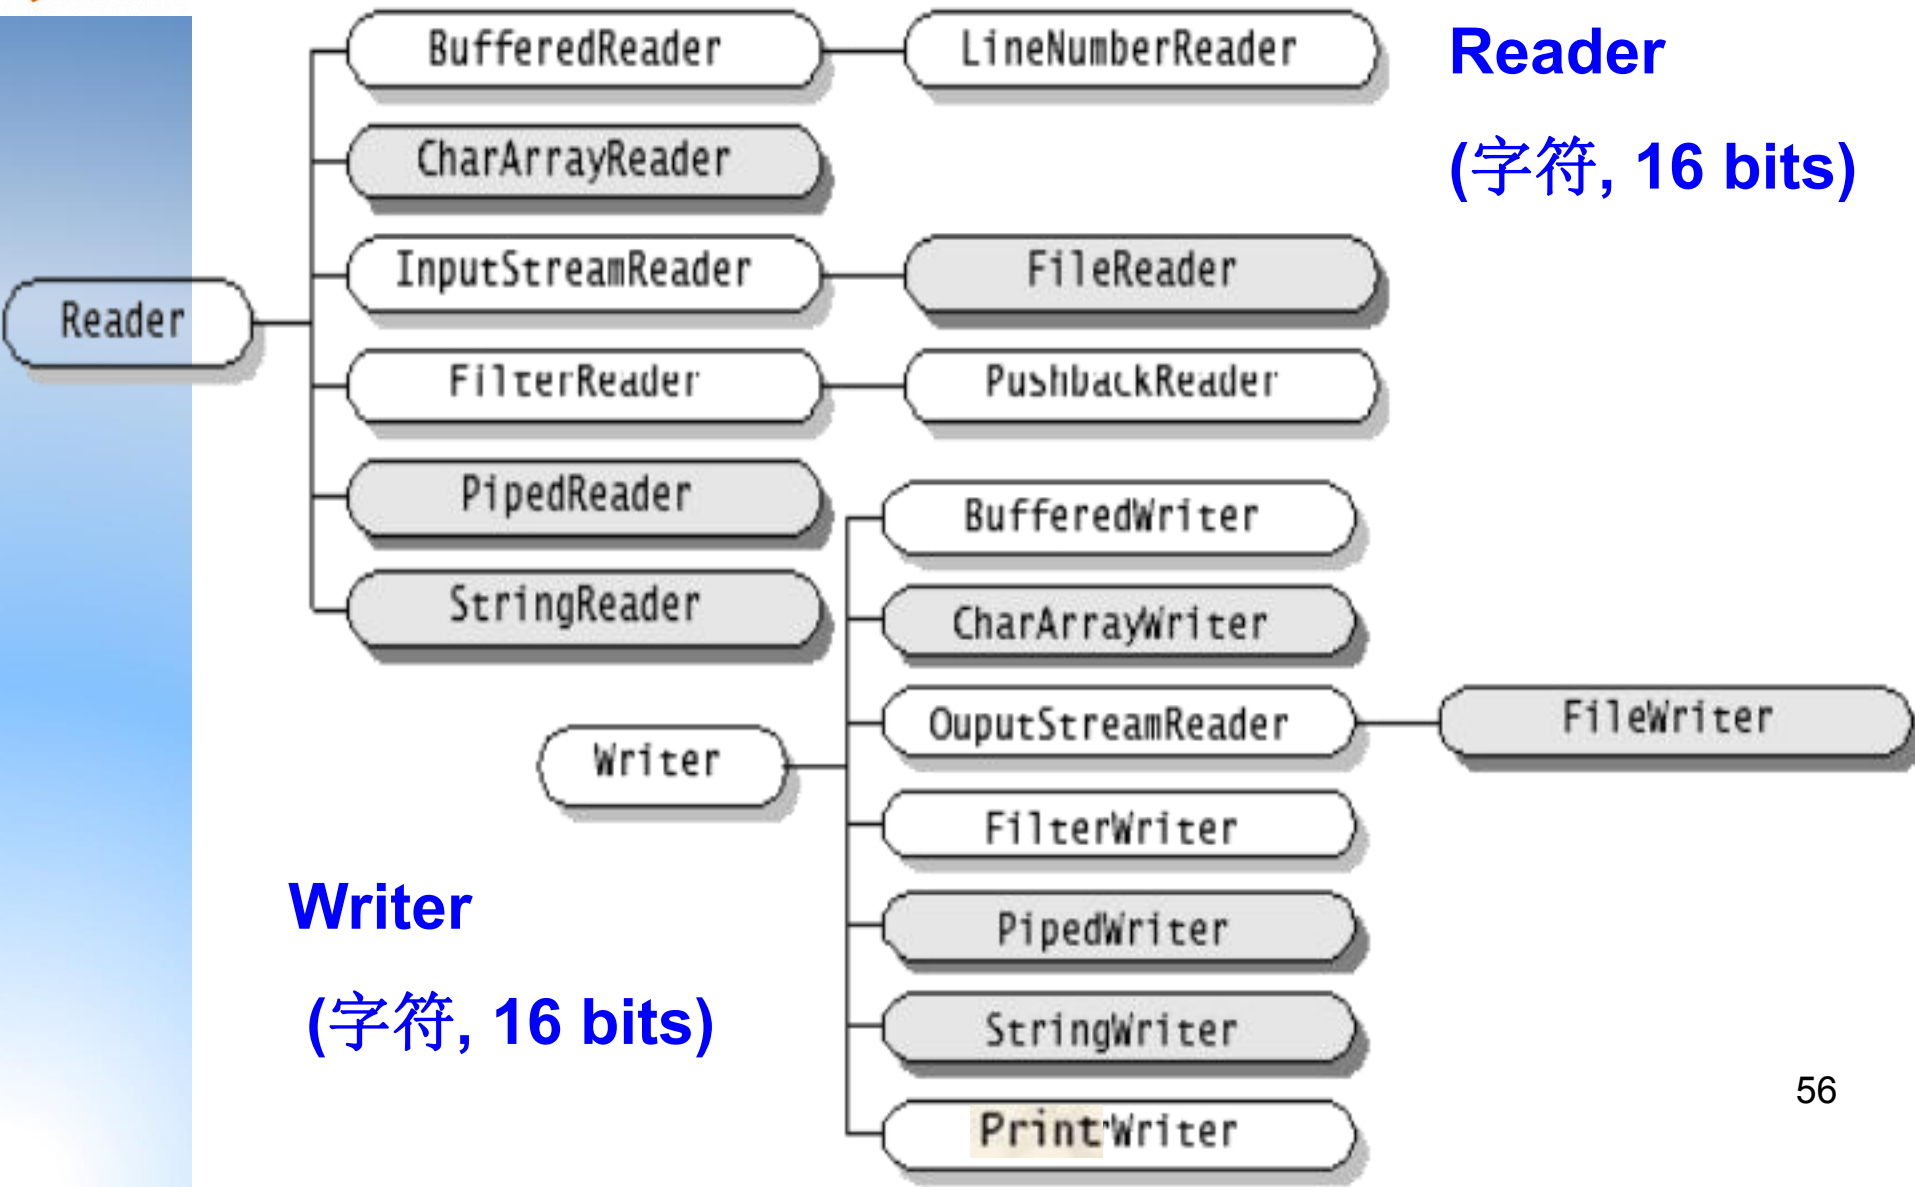 BufferedReader
LineNumberReader
Reader
CharArrayReader
(字符, 16 bits)
InputStreamReader
FileReader
Reader
FilterReader
PushbackReader
PipedReader
BufferedWriter
StringReader
CharArrayWriter
OuputStreamReader
FileWriter
Writer
FilterWriter
Writer
PipedWriter
(字符, 16 bits)
StringWriter
56
PrintWriter